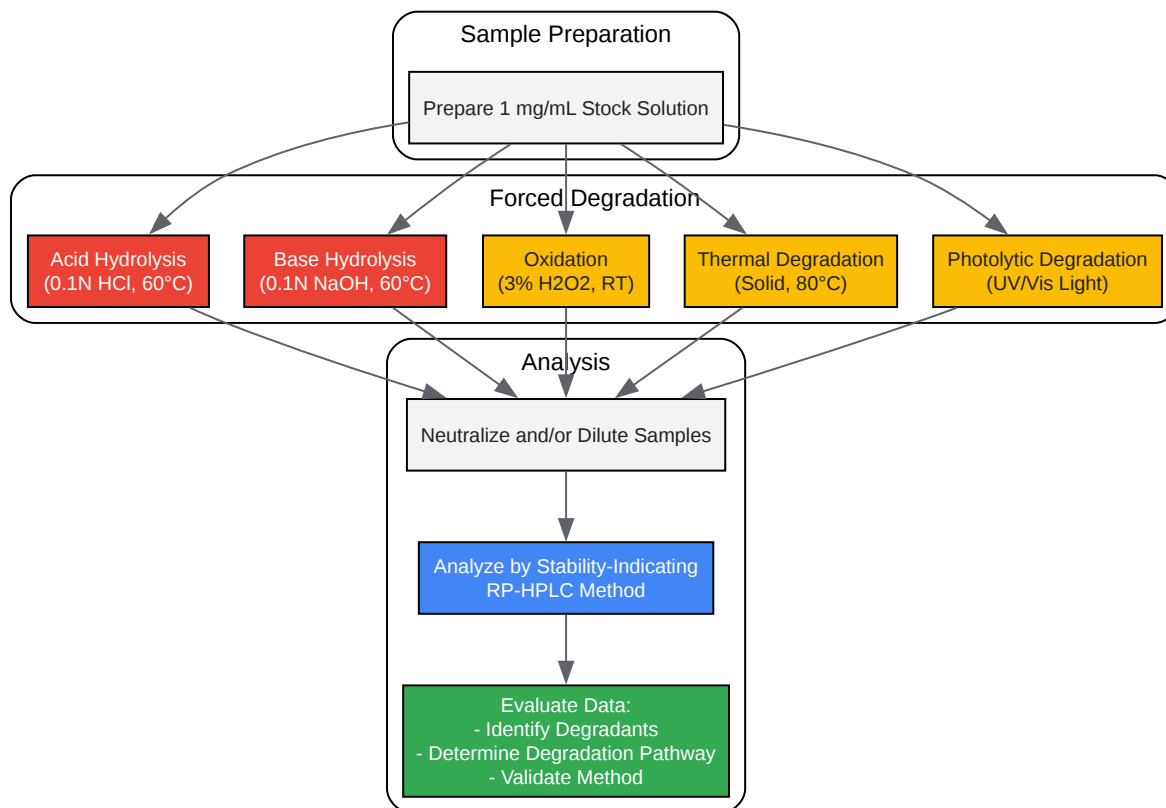 Sample Preparation
Prepare 1 mg/mL Stock Solution
Forced Degradation
Acid Hydrolysis
(0.1N HCl, 60°C)
Base Hydrolysis
(0.1N NaOH, 60°C)
Oxidation
(3% H2O2, RT)
Thermal Degradation
(Solid, 80°C)
Photolytic Degradation
(UV/Vis Light)
Analysis
Neutralize and/or Dilute Samples
Analyze by Stability-Indicating
RP-HPLC Method
Evaluate Data:
- Identify Degradants
- Determine Degradation Pathway
- Validate Method